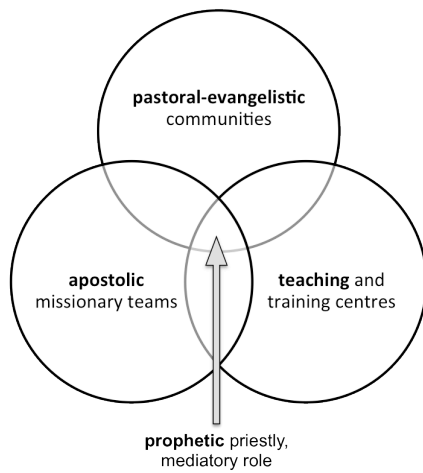 pastoral-evangelistic
communities
apostolic
missionary teams
teaching and
training centres
prophetic priestly,
mediatory role